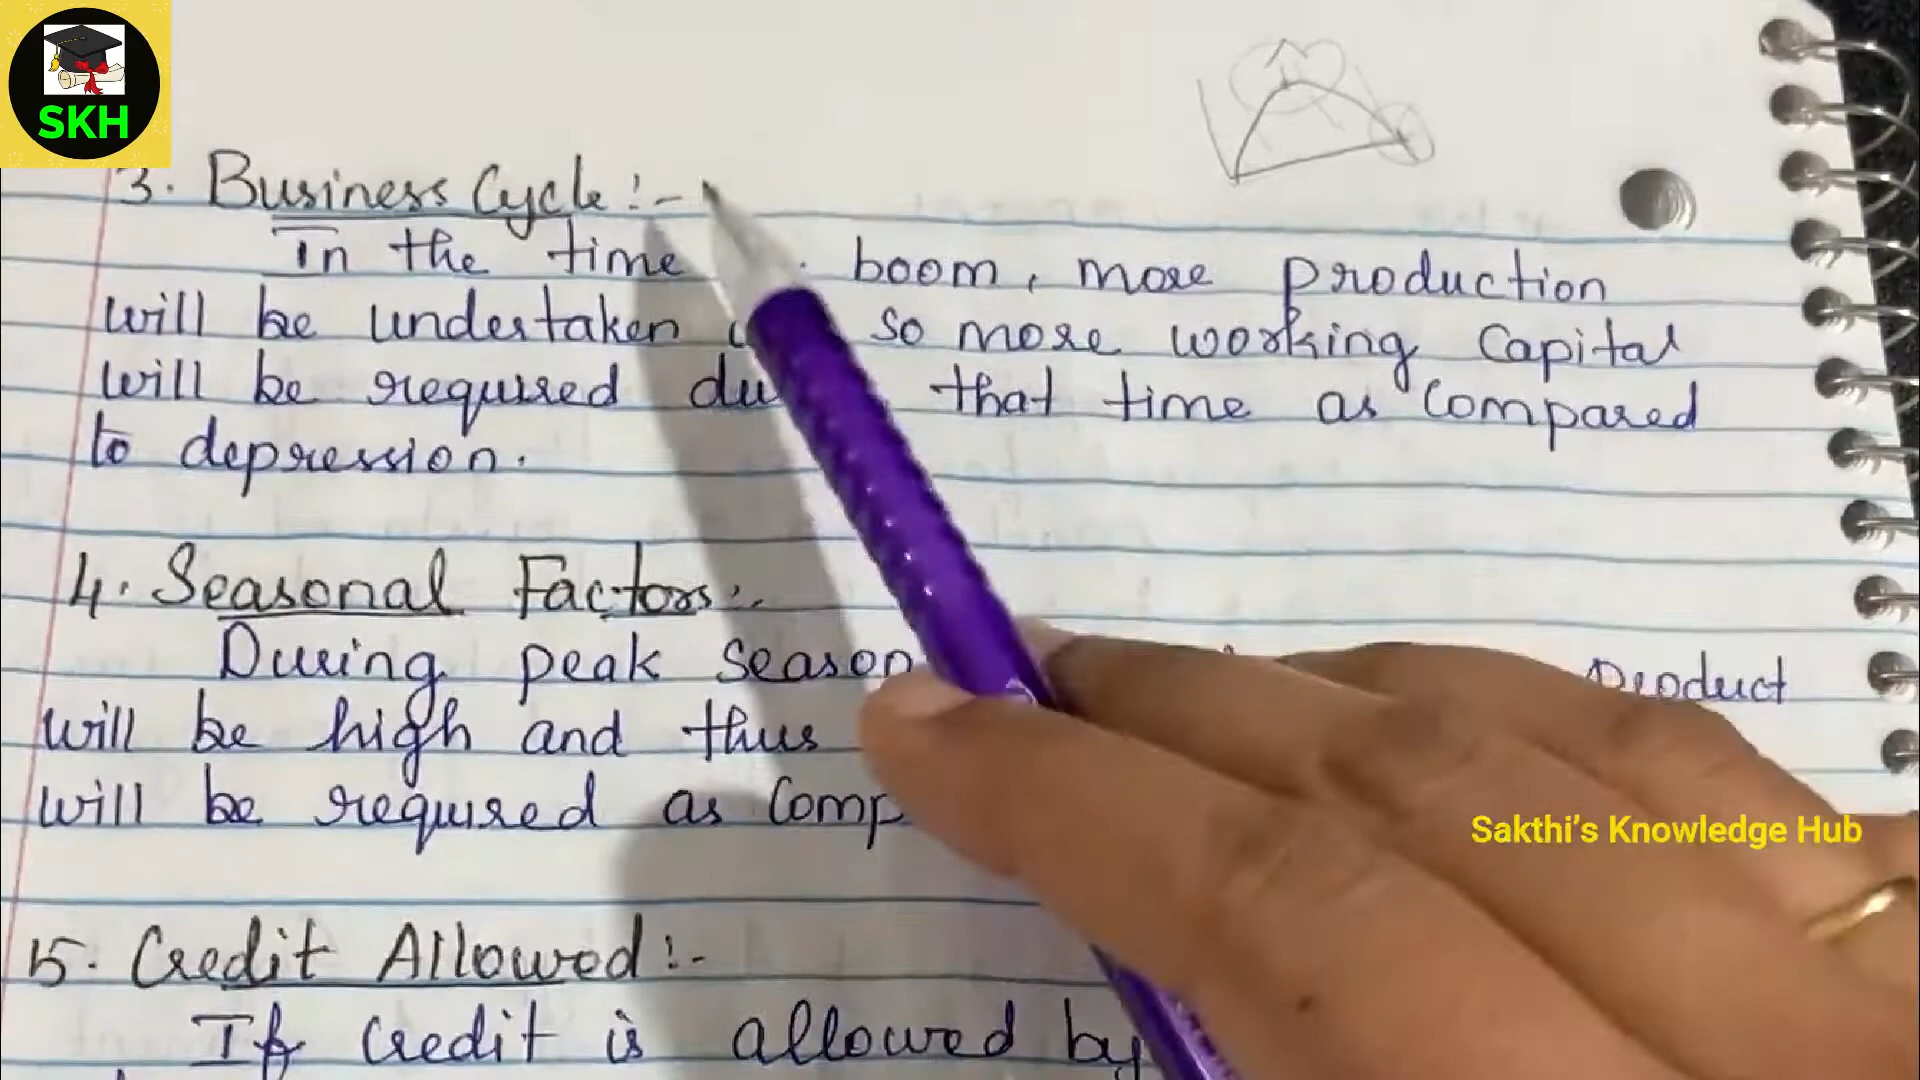 SKH
3. Business Cycle :-
In the time boom, more production
will be undertaken so more working Capital
will be required that time as Compared
to depression.
4. Seasonal Factors :-
During peak season Product
will be high and thus
will be required as
Sakthi's Knowledge Hub
5. Credit Allowed :-
If Credit is allowed by